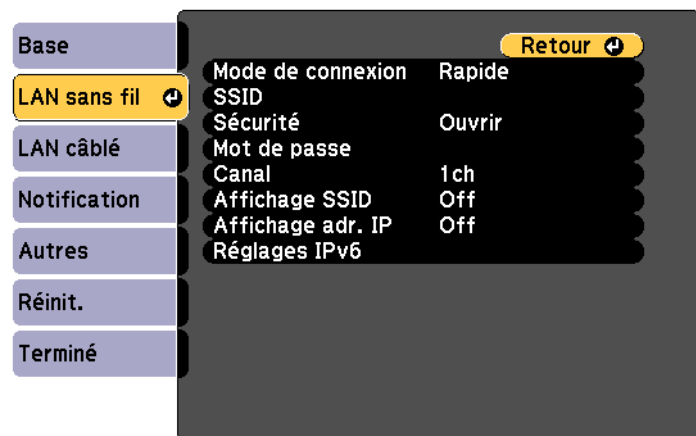 Base
LAN sans fil
LAN câblé
Notification
Autres
Réinit.
Terminé
Retour
Mode de connexion Rapide
SSID
Sécurité Ouvrir
Mot de passe
Canal 1ch
Affichage SSID Off
Affichage adr. IP Off
Réglages IPv6